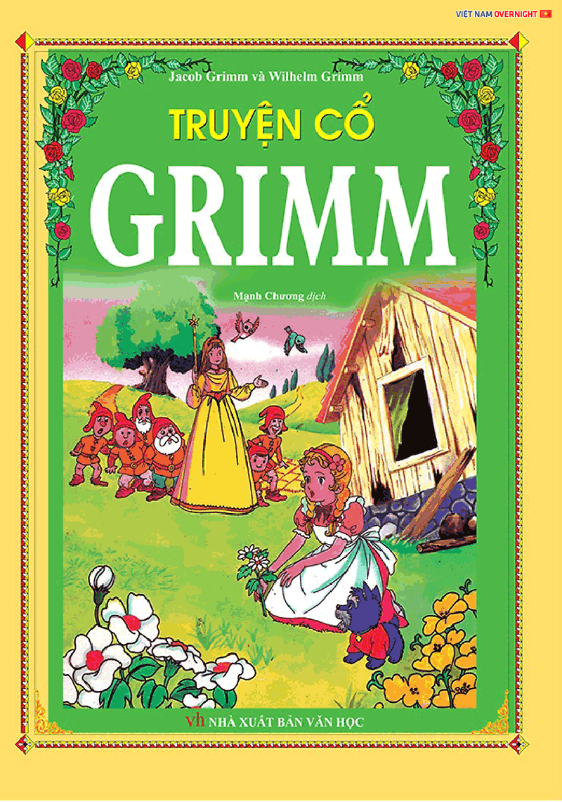 VIỆT NAM OVERNIGHT
Jacob Grimm và Wilhelm Grimm
TRUYỆN CỔ
GRIMM
Mạnh Chương dịch
vh NHÀ XUẤT BẢN VĂN HỌC